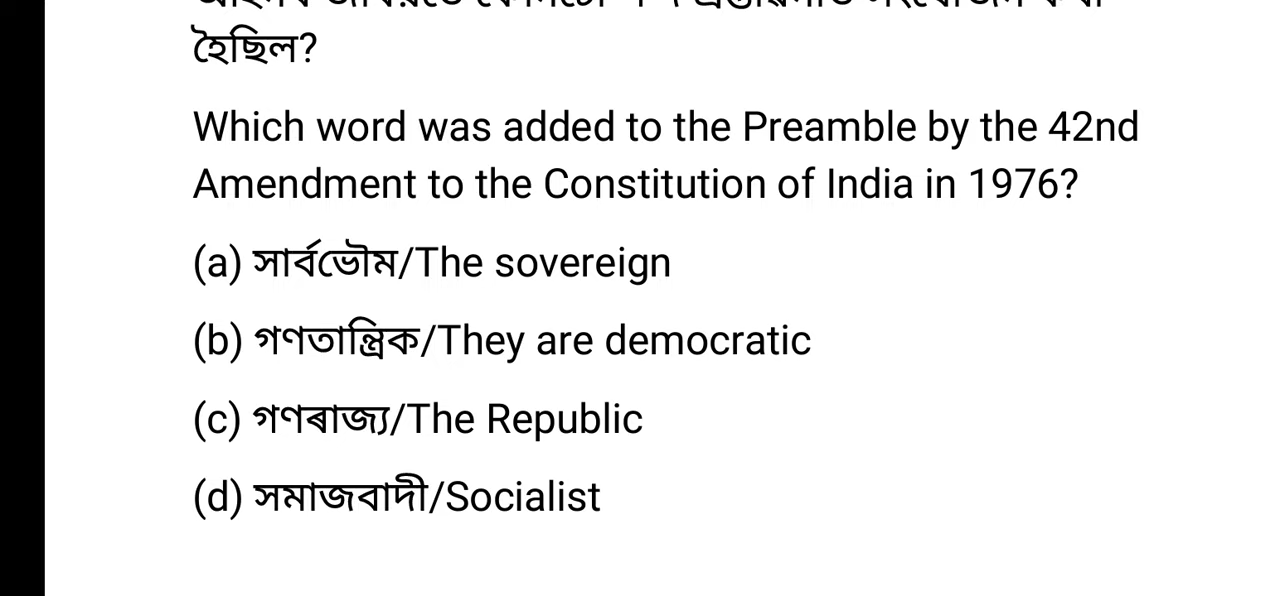 হৈছিল?
Which word was added to the Preamble by the 42nd
Amendment to the Constitution of India in 1976?
(a) সাৰ্বভৌম/The sovereign
(b) গণতান্ত্ৰিক/They are democratic
(c) গণৰাজ্য/The Republic
(d) সমাজবাদী/Socialist